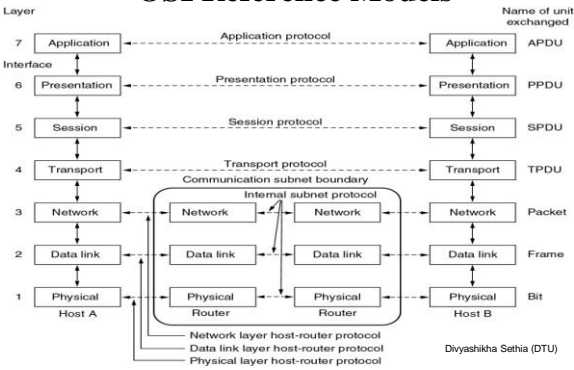 OSI Reference Models
Layer
Name of unit
exchanged
7 Application Application protocol Application APDU
Interface
6 Presentation Presentation protocol Presentation PPDU
5 Session Session protocol Session SPDU
4 Transport Transport protocol Transport TPDU
Communication subnet boundary
Internal subnet protocol
3 Network Network Network Network Packet
2 Data link Data link Data link Data link Frame
1 Physical Physical Physical Physical Bit
Host A Router Router Host B
Network layer host-router protocol
Data link layer host-router protocol
Physical layer host-router protocol
Divyashikha Sethia (DTU)